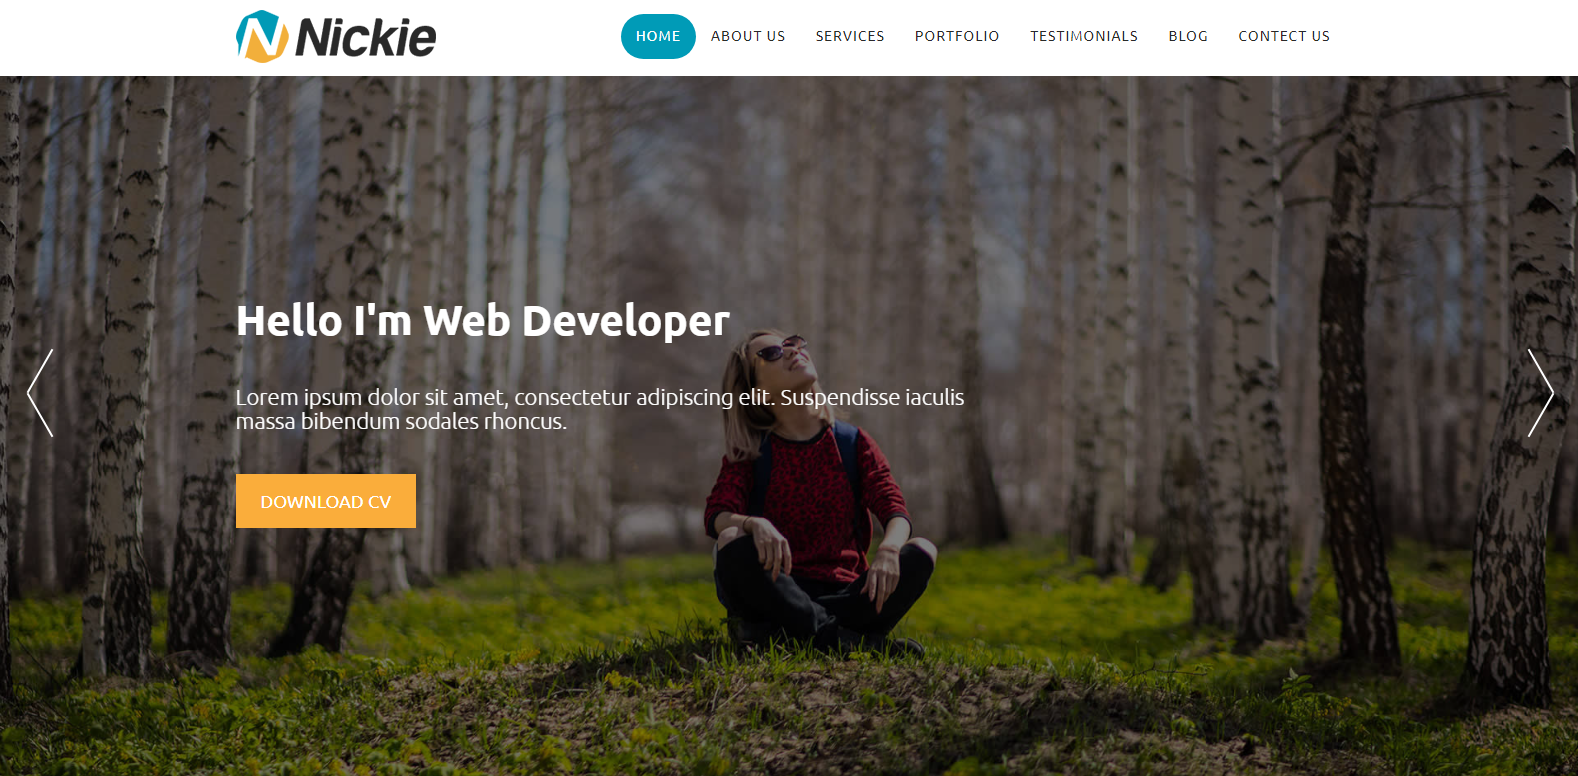 Nickie
HOME ABOUT US SERVICES PORTFOLIO TESTIMONIALS BLOG CONTECT US
Hello I'm Web Developer
Lorem ipsum dolor sit amet, consectetur adipiscing elit. Suspendisse iaculis
massa bibendum sodales rhoncus.
DOWNLOAD CV